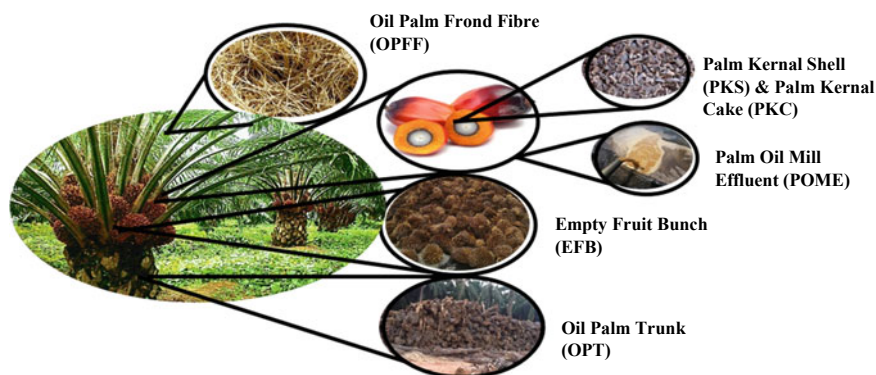 Oil Palm Frond Fibre
(OPFF)
Palm Kernal Shell
(PKS) & Palm Kernal
Cake (PKC)
Palm Oil Mill
Effluent (POME)
Empty Fruit Bunch
(EFB)
Oil Palm Trunk
(OPT)